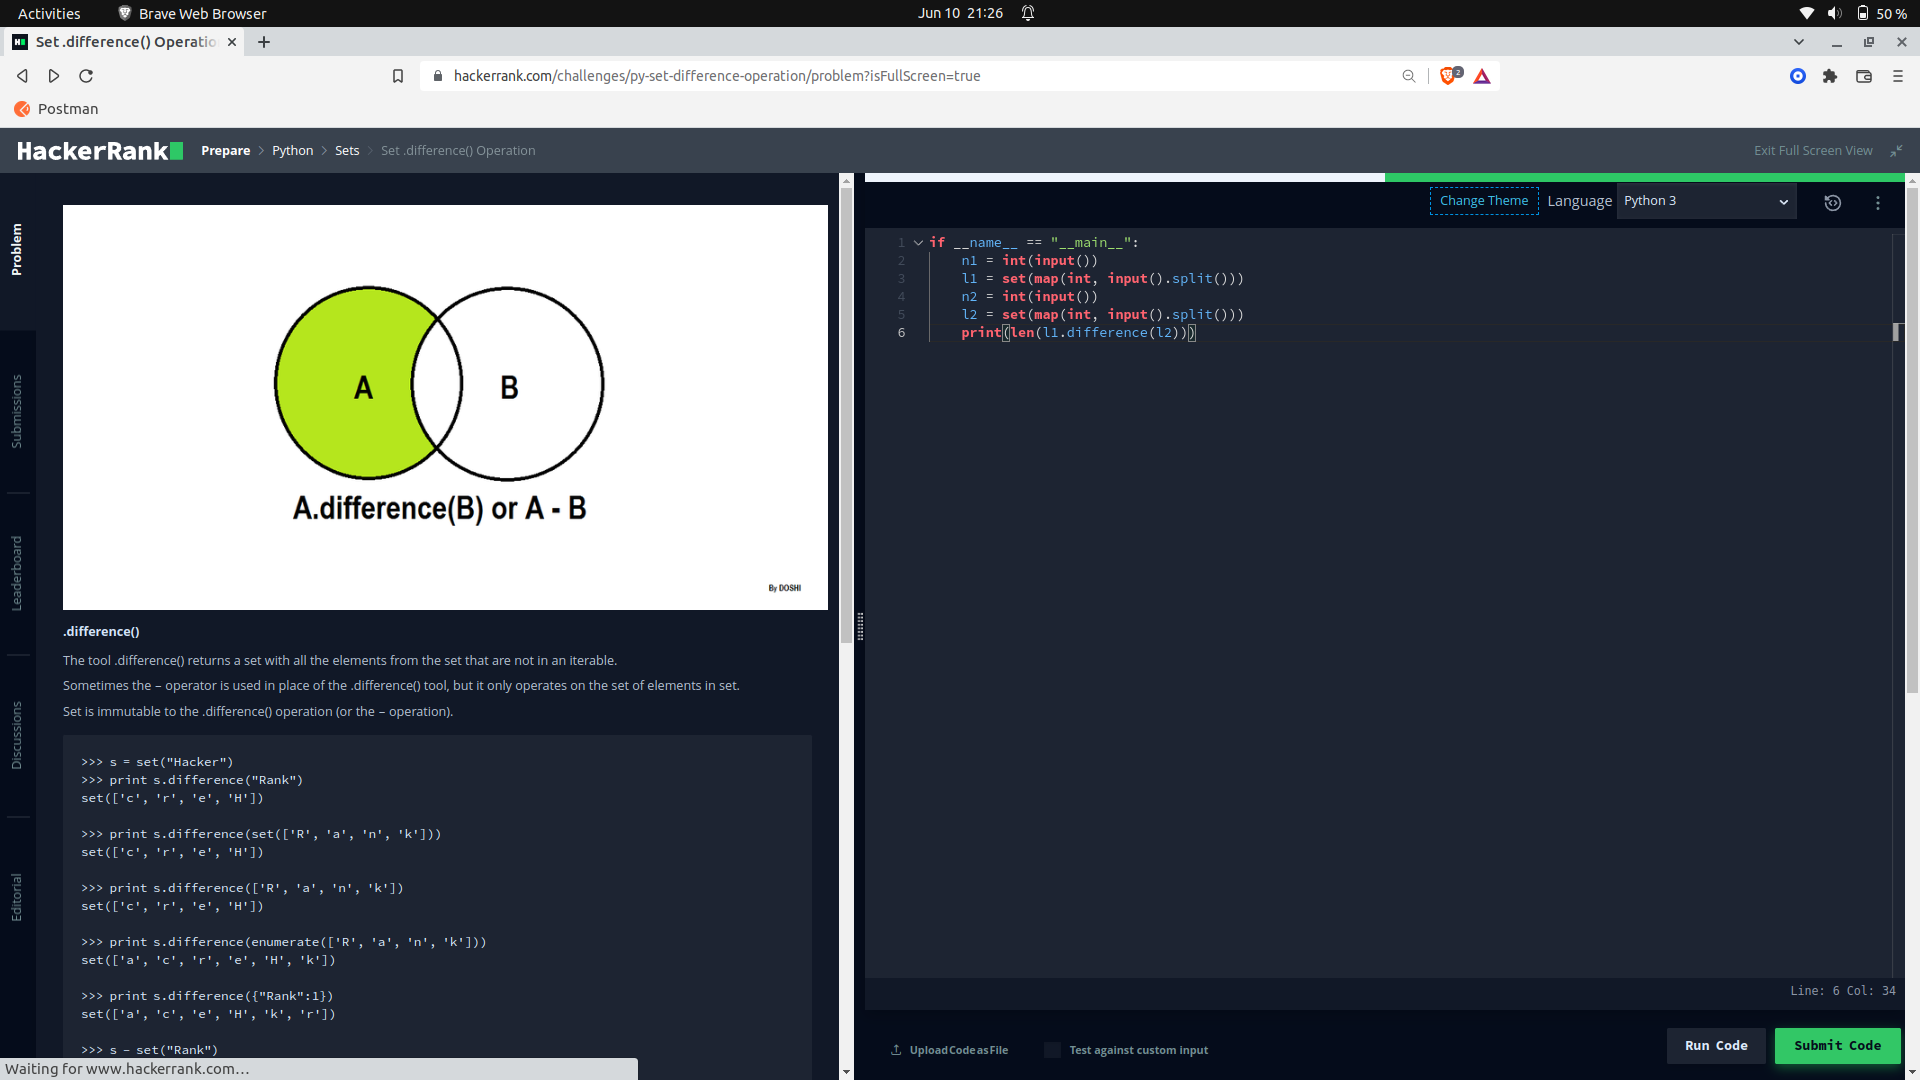 Activities
Brave Web Browser
Jun 10 21:26
50 %
Set .difference() Operatio
Postman
hackerrank.com/challenges/py-set-difference-operation/problem?isFullScreen=true
2
HackerRank
Prepare > Python > Sets > Set .difference() Operation
Exit Full Screen View
Problem
Submissions
Leaderboard
Discussions
Editorial
A
B
A.difference(B) or A - B
By DOSHI
.difference()
The tool .difference() returns a set with all the elements from the set that are not in an iterable.
Sometimes the – operator is used in place of the .difference() tool, but it only operates on the set of elements in set.
Set is immutable to the .difference() operation (or the – operation).
>>> s = set("Hacker")
>>> print s.difference("Rank")
set(['c', 'r', 'e', 'H'])
>>> print s.difference(set(['R', 'a', 'n', 'k']))
set(['c', 'r', 'e', 'H'])
>>> print s.difference(['R', 'a', 'n', 'k'])
set(['c', 'r', 'e', 'H'])
>>> print s.difference(enumerate(['R', 'a', 'n', 'k']))
set(['a', 'c', 'r', 'e', 'H', 'k'])
>>> print s.difference({"Rank":1})
set(['a', 'c', 'e', 'H', 'k', 'r'])
>>> s - set("Rank")
Waiting for www.hackerrank.com…
Change Theme
Language
Python 3
1 if __name__ == "__main__":
2 n1 = int(input())
3 l1 = set(map(int, input().split()))
4 n2 = int(input())
5 l2 = set(map(int, input().split()))
6 print(len(l1.difference(l2)))
Line: 6 Col: 34
Upload Code as File
Test against custom input
Run Code
Submit Code